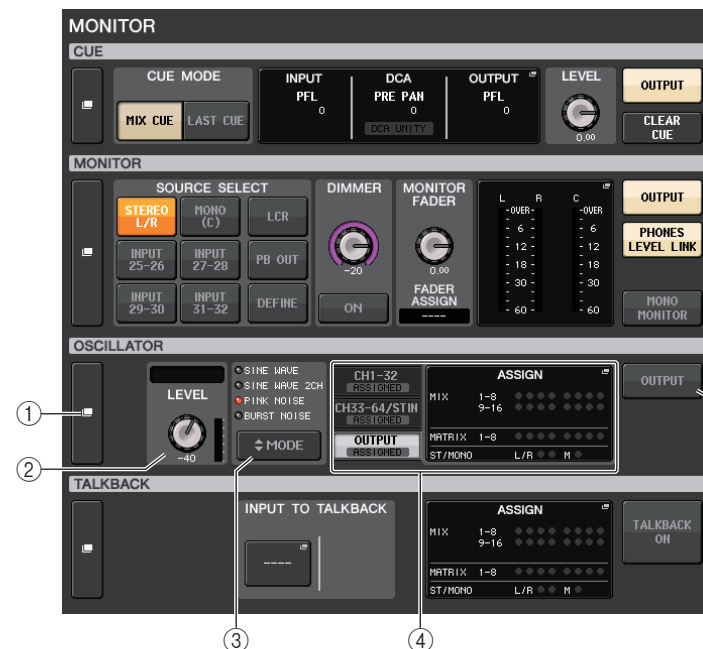 MONITOR
CUE
CUE MODE
MIX CUE
LAST CUE
INPUT
PFL
0
DCA
PRE PAN
0
DCA UNITY
OUTPUT
PFL
0
LEVEL
0.00
OUTPUT
CLEAR
CUE
MONITOR
SOURCE SELECT
STEREO
L/R
MONO
(C)
LCR
INPUT
25-26
INPUT
27-28
PB OUT
INPUT
29-30
INPUT
31-32
DEFINE
DIMMER
-20
ON
MONITOR
FADER
0.00
FADER
ASSIGN
----
L R C
-OVER- -OVER
- 6 - - 6
- 12 - - 12
- 18 - - 18
- 30 - - 30
- 60 - - 60
OUTPUT
PHONES
LEVEL LINK
MONO
MONITOR
OSCILLATOR
LEVEL
-40
SINE WAVE
SINE WAVE 2CH
PINK NOISE
BURST NOISE
MODE
CH1-32
ASSIGNED
CH33-64/STIN
ASSIGNED
OUTPUT
ASSIGNED
ASSIGN
MIX 1-8
9-16
MATRIX 1-8
ST/MONO L/R M
OUTPUT
①
②
TALKBACK
INPUT TO TALKBACK
----
ASSIGN
MIX 1-8
9-16
MATRIX 1-8
ST/MONO L/R M
TALKBACK
ON
③
④